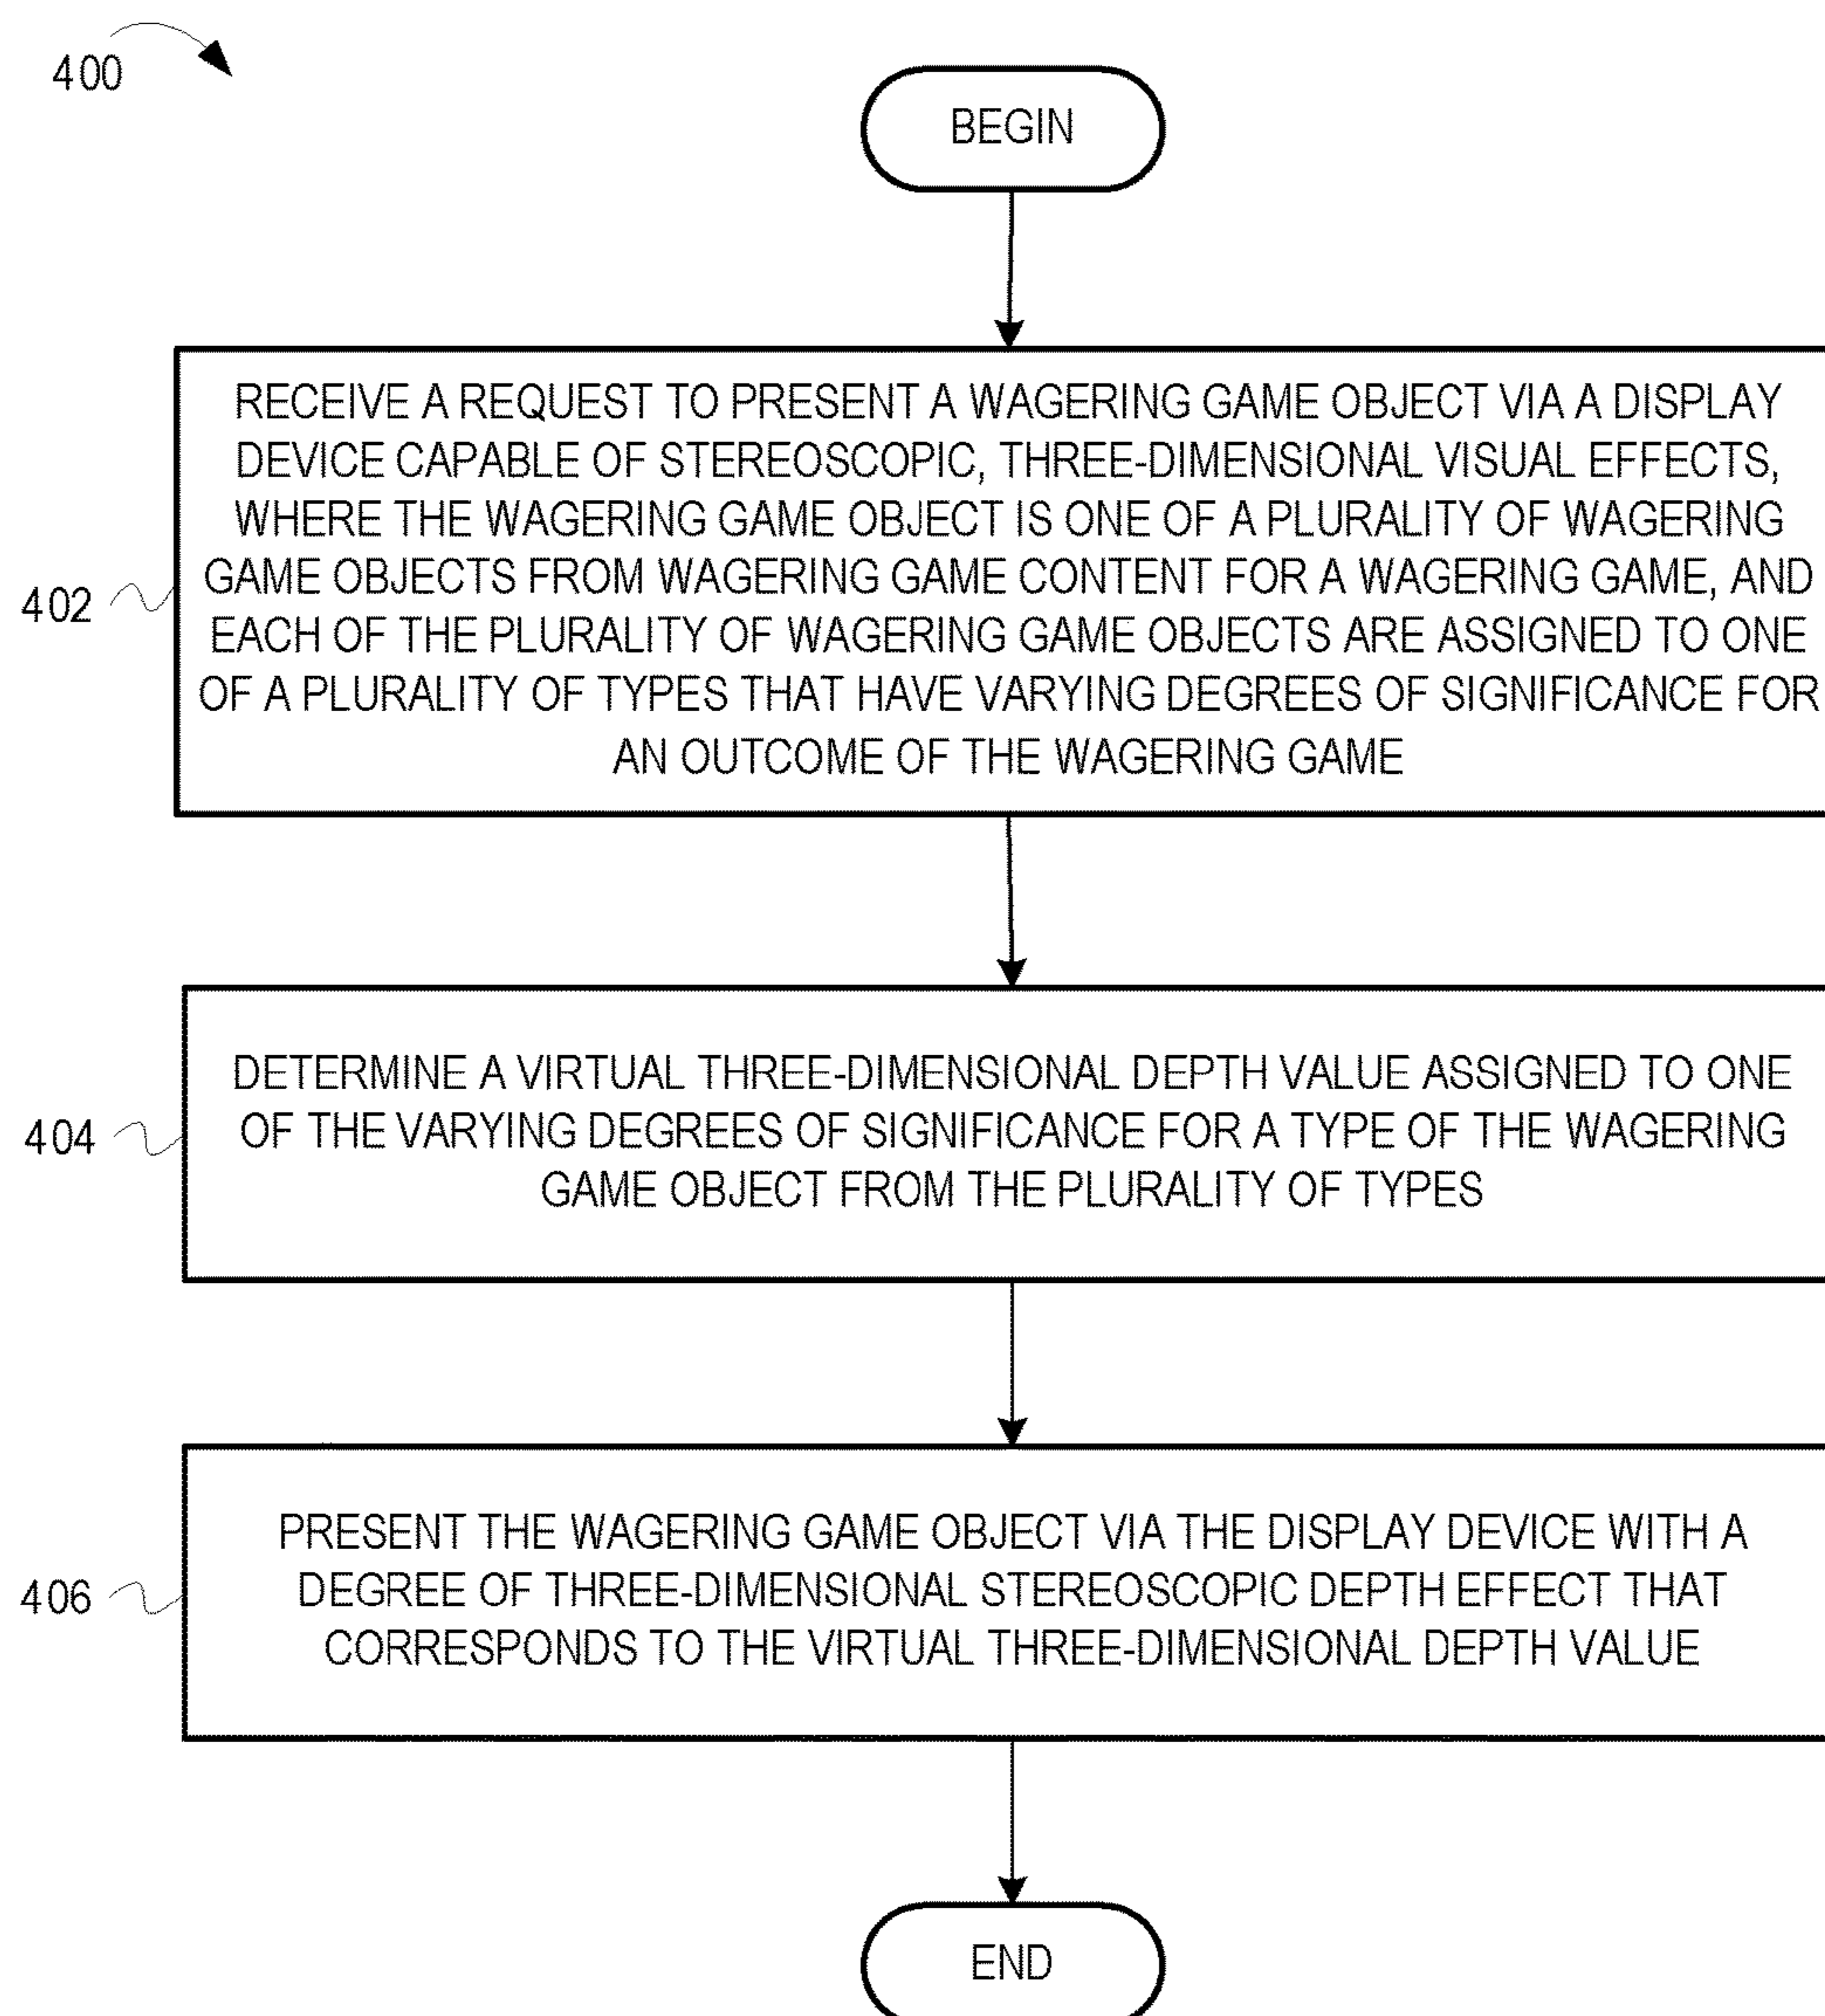 400
BEGIN
RECEIVE A REQUEST TO PRESENT A WAGERING GAME OBJECT VIA A DISPLAY
DEVICE CAPABLE OF STEREOSCOPIC, THREE-DIMENSIONAL VISUAL EFFECTS,
WHERE THE WAGERING GAME OBJECT IS ONE OF A PLURALITY OF WAGERING
GAME OBJECTS FROM WAGERING GAME CONTENT FOR A WAGERING GAME, AND
EACH OF THE PLURALITY OF WAGERING GAME OBJECTS ARE ASSIGNED TO ONE
OF A PLURALITY OF TYPES THAT HAVE VARYING DEGREES OF SIGNIFICANCE FOR
AN OUTCOME OF THE WAGERING GAME
402
DETERMINE A VIRTUAL THREE-DIMENSIONAL DEPTH VALUE ASSIGNED TO ONE
OF THE VARYING DEGREES OF SIGNIFICANCE FOR A TYPE OF THE WAGERING
GAME OBJECT FROM THE PLURALITY OF TYPES
404
PRESENT THE WAGERING GAME OBJECT VIA THE DISPLAY DEVICE WITH A
DEGREE OF THREE-DIMENSIONAL STEREOSCOPIC DEPTH EFFECT THAT
CORRESPONDS TO THE VIRTUAL THREE-DIMENSIONAL DEPTH VALUE
406
END